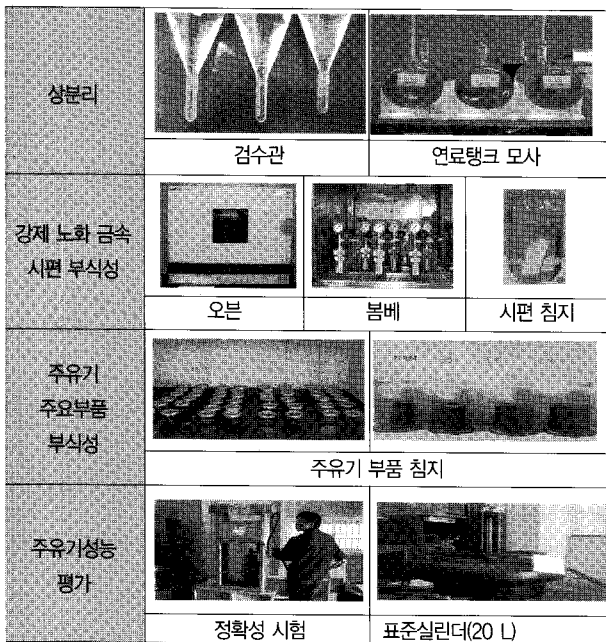 상분리
검수관
연료탱크 모사
강제 노화 금속
시편 부식성
오븐
봄베
시편 침지
주유기
주요부품
부식성
주유기 부품 침지
주유기성능
평가
정확성 시험
표준실린더(20 L)